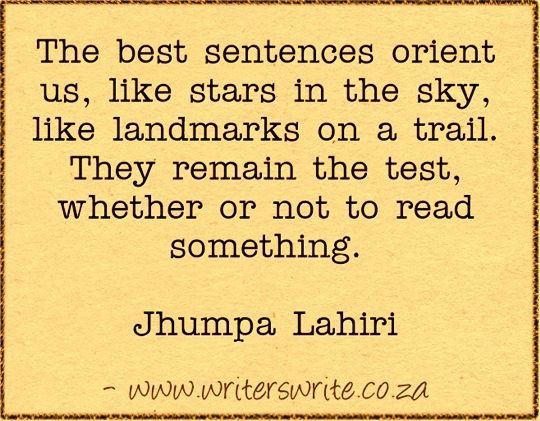 The best sentences orient
us, like stars in the sky,
like landmarks on a trail.
They remain the test,
whether or not to read
something.
Jhumpa Lahiri
- www.writerswrite.co.za